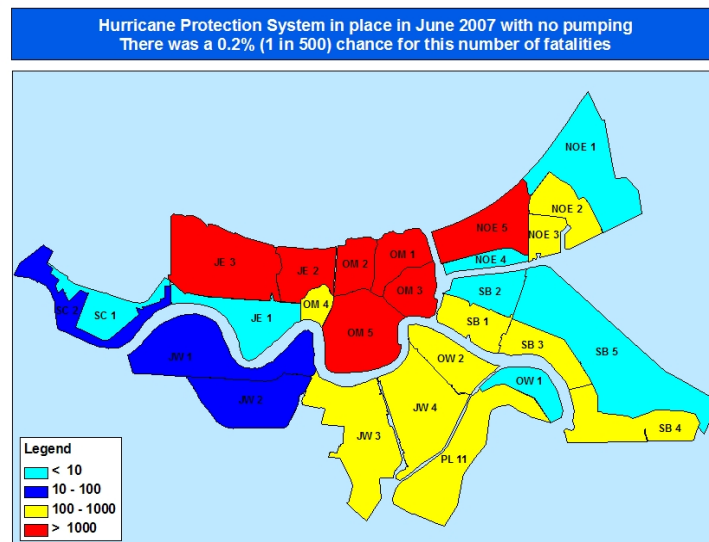 Hurricane Protection System in place in June 2007 with no pumping
There was a 0.2% (1 in 500) chance for this number of fatalities
NOE 1
NOE 2
NOE 5
NOE 3
OM 1
OM 2
JE 3
JE 2
NOE 4
OM 3
SB 2
OM 4
SC 2
SC 1
JE 1
SB 1
OM 5
SB 3
SB 5
JW 1
OW 2
OW 1
JW 2
JW 4
SB 4
JW 3
PL 11
Legend
< 10
10 - 100
100 - 1000
> 1000